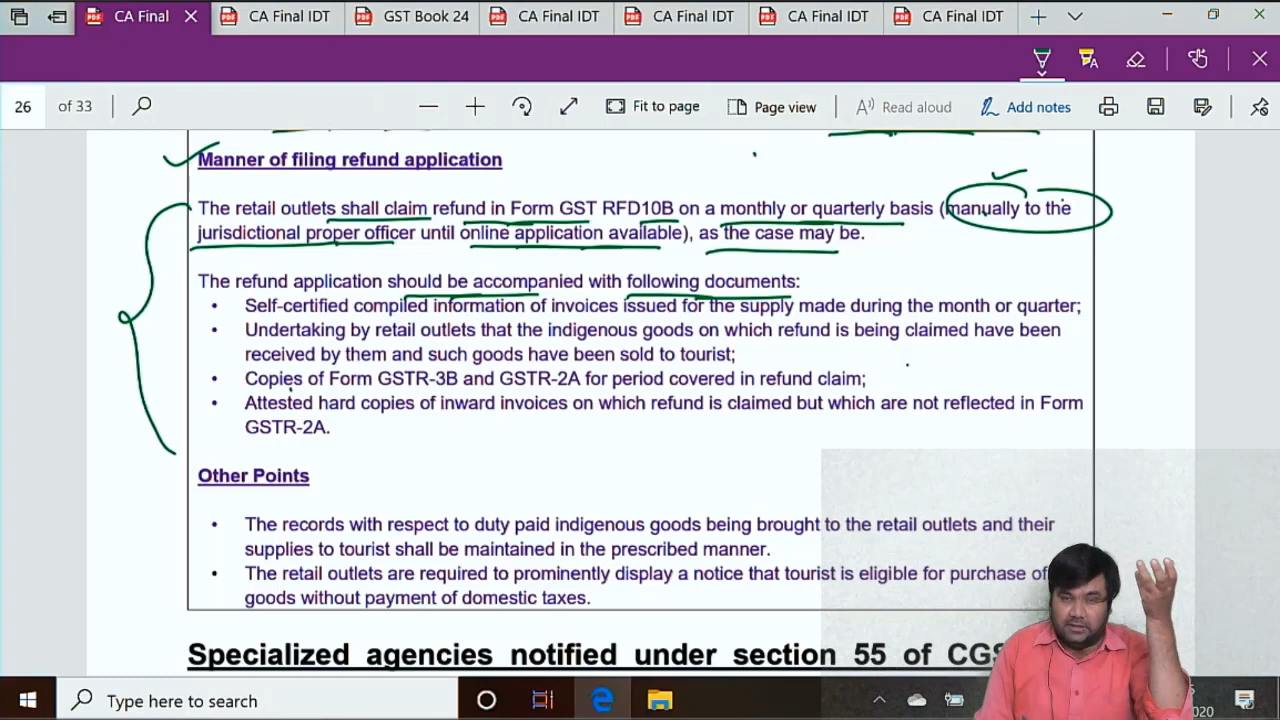 CA Final
CA Final IDT
GST Book 24
CA Final IDT
CA Final IDT
CA Final IDT
CA Final IDT
26 of 33
Fit to page
Page view
Read aloud
Add notes
Manner of filing refund application
The retail outlets shall claim refund in Form GST RFD10B on a monthly or quarterly basis (manually to the
jurisdictional proper officer until online application available), as the case may be.
The refund application should be accompanied with following documents:
• Self-certified compiled information of invoices issued for the supply made during the month or quarter;
• Undertaking by retail outlets that the indigenous goods on which refund is being claimed have been
received by them and such goods have been sold to tourist;
• Copies of Form GSTR-3B and GSTR-2A for period covered in refund claim;
• Attested hard copies of inward invoices on which refund is claimed but which are not reflected in Form
GSTR-2A.
Other Points
• The records with respect to duty paid indigenous goods being brought to the retail outlets and their
supplies to tourist shall be maintained in the prescribed manner.
• The retail outlets are required to prominently display a notice that tourist is eligible for purchase of
goods without payment of domestic taxes.
Specialized agencies notified under section 55 of
Type here to search